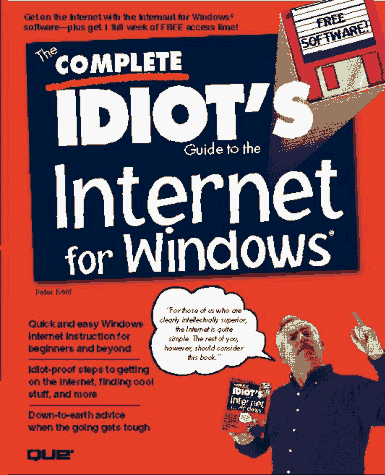 Get on the Internet with the Internaut for Windows®
software—plus get 1 full week of FREE access time!
FREE
SOFTWARE!
The
COMPLETE
IDIOT'S
Guide to the
Internet
for Windows®
Peter Kent
"For those of us who are
clearly intellectually superior,
the Internet is quite
simple. The rest of you,
however, should consider
this book."
Quick and easy Windows
Internet instruction for
beginners and beyond
Idiot-proof steps to getting
on the Internet, finding cool
stuff, and more
Down-to-earth advice
when the going gets tough
IDIOT'S
Internet
for Windows
QUE®